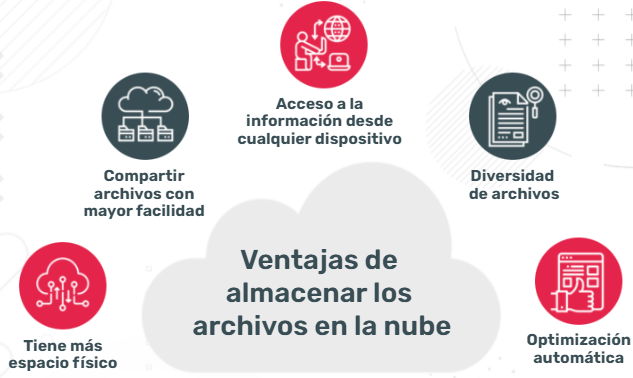 Acceso a la
información desde
cualquier dispositivo
Compartir
archivos con
mayor facilidad
Diversidad
de archivos
Ventajas de
almacenar los
archivos en la nube
Tiene más
espacio físico
Optimización
automática